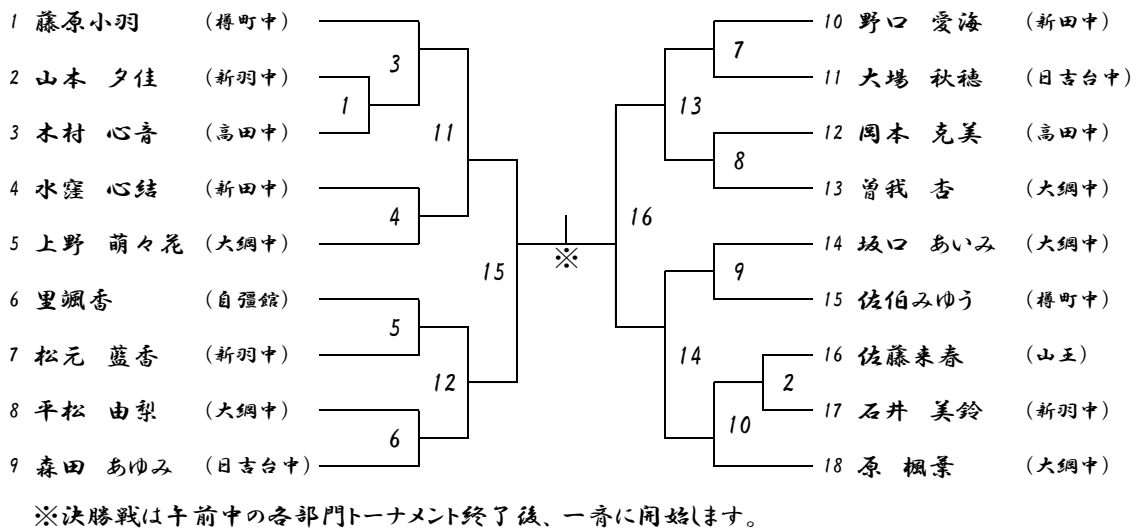 1 藤原小羽 (樽町中)
2 山本 夕佳 (新羽中)
3 木村 心音 (高田中)
4 水窪 心結 (新田中)
5 上野 萌々花 (大綱中)
6 里颯香 (自彊館)
7 松元 藍香 (新羽中)
8 平松 由梨 (大綱中)
9 森田 あゆみ (日吉台中)
3
1
11
4
15
5
12
6
※
10 野口 愛海 (新田中)
11 大場 秋穂 (日吉台中)
12 岡本 克美 (高田中)
13 曽我 杏 (大綱中)
14 坂口 あいみ (大綱中)
15 佐伯みゆう (樽町中)
16 佐藤来春 (山王)
17 石井 美鈴 (新羽中)
18 原 楓葉 (大綱中)
7
13
8
16
9
14
2
10
※決勝戦は午前中の各部門トーナメント終了後、一斉に開始します。